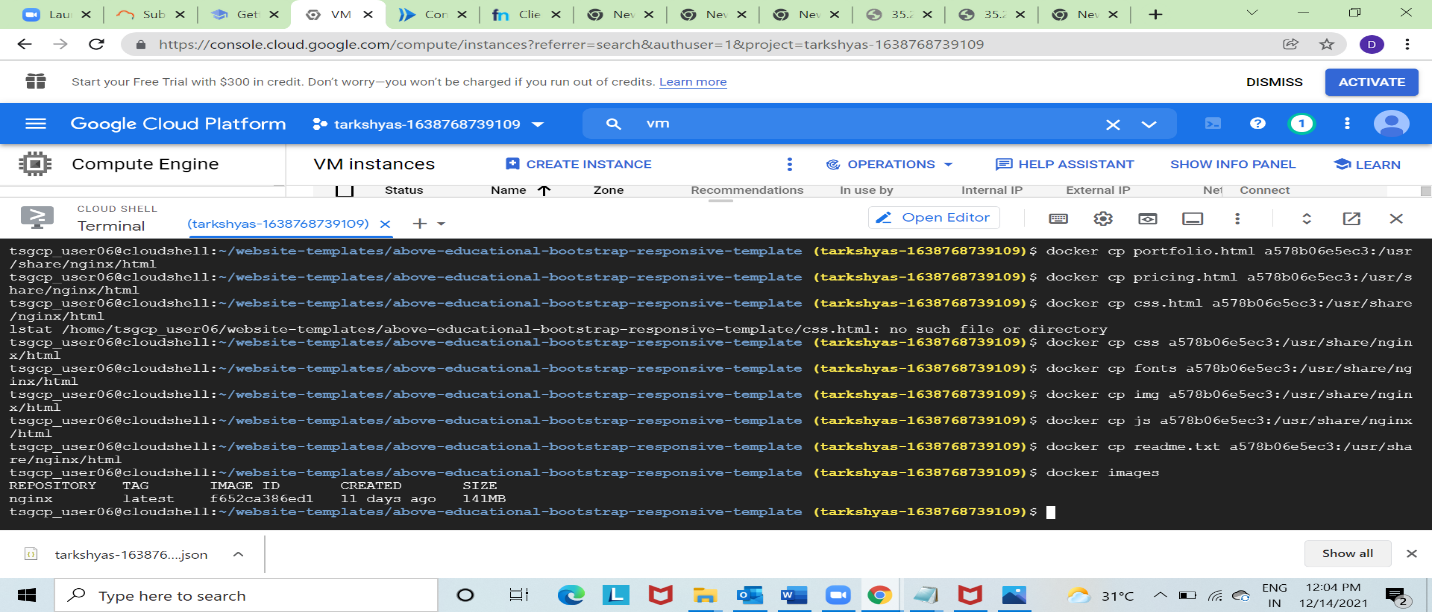 Lau
Sub
Get
VM
Cor
Clie
Nev
Nev
Nev
35.2
35.2
Nev
https://console.cloud.google.com/compute/instances?referrer=search&authuser=1&project=tarkshyas-1638768739109
D
Start your Free Trial with $300 in credit. Don't worry—you won't be charged if you run out of credits. Learn more
DISMISS
ACTIVATE
Google Cloud Platform
tarkshyas-1638768739109
vm
1
Compute Engine
VM instances
CREATE INSTANCE
OPERATIONS
HELP ASSISTANT
SHOW INFO PANEL
LEARN
Status Name Zone Recommendations In use by Internal IP External IP Net Connect
CLOUD SHELL
Terminal
(tarkshyas-1638768739109)
Open Editor
tsgcp_user06@cloudshell:~/website-templates/above-educational-bootstrap-responsive-template (tarkshyas-1638768739109)$ docker cp portfolio.html a578b06e5ec3:/usr
/share/nginx/html
tsgcp_user06@cloudshell:~/website-templates/above-educational-bootstrap-responsive-template (tarkshyas-1638768739109)$ docker cp pricing.html a578b06e5ec3:/usr/s
hare/nginx/html
tsgcp_user06@cloudshell:~/website-templates/above-educational-bootstrap-responsive-template (tarkshyas-1638768739109)$ docker cp css.html a578b06e5ec3:/usr/share
/nginx/html
lstat /home/tsgcp_user06/website-templates/above-educational-bootstrap-responsive-template/css.html: no such file or directory
tsgcp_user06@cloudshell:~/website-templates/above-educational-bootstrap-responsive-template (tarkshyas-1638768739109)$ docker cp css a578b06e5ec3:/usr/share/ngin
x/html
tsgcp_user06@cloudshell:~/website-templates/above-educational-bootstrap-responsive-template (tarkshyas-1638768739109)$ docker cp fonts a578b06e5ec3:/usr/share/ng
inx/html
tsgcp_user06@cloudshell:~/website-templates/above-educational-bootstrap-responsive-template (tarkshyas-1638768739109)$ docker cp img a578b06e5ec3:/usr/share/ngin
x/html
tsgcp_user06@cloudshell:~/website-templates/above-educational-bootstrap-responsive-template (tarkshyas-1638768739109)$ docker cp js a578b06e5ec3:/usr/share/nginx
/html
tsgcp_user06@cloudshell:~/website-templates/above-educational-bootstrap-responsive-template (tarkshyas-1638768739109)$ docker cp readme.txt a578b06e5ec3:/usr/sha
re/nginx/html
tsgcp_user06@cloudshell:~/website-templates/above-educational-bootstrap-responsive-template (tarkshyas-1638768739109)$ docker images
REPOSITORY TAG IMAGE ID CREATED SIZE
nginx latest f652ca386ed1 11 days ago 141MB
tsgcp_user06@cloudshell:~/website-templates/above-educational-bootstrap-responsive-template (tarkshyas-1638768739109)$
tarkshyas-163876....json
Show all
Type here to search
31°C
ENG
IN
12:04 PM
12/14/2021
2